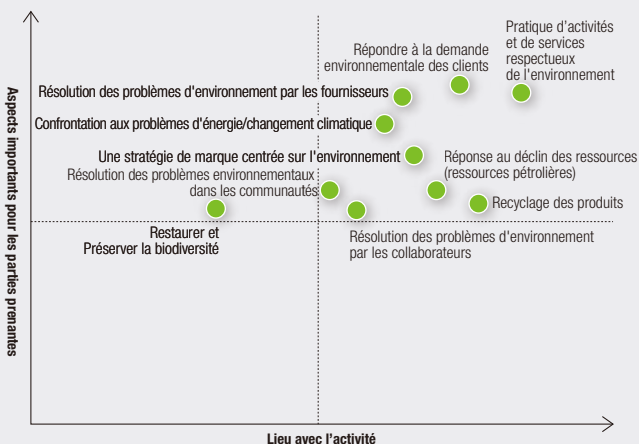 Pratique d'activités
et de services
respectueux
de l'environnement
Répondre à la demande
environnementale des clients
Résolution des problèmes d'environnement par les fournisseurs
Confrontation aux problèmes d'énergie/changement climatique
Une stratégie de marque centrée sur l'environnement
Réponse au déclin des ressources
(ressources pétrolières)
Résolution des problèmes environnementaux
dans les communautés
Recyclage des produits
Restaurer et
Préserver la biodiversité
Résolution des problèmes d'environnement
par les collaborateurs
Aspects importants pour les parties prenantes
Lieu avec l'activité